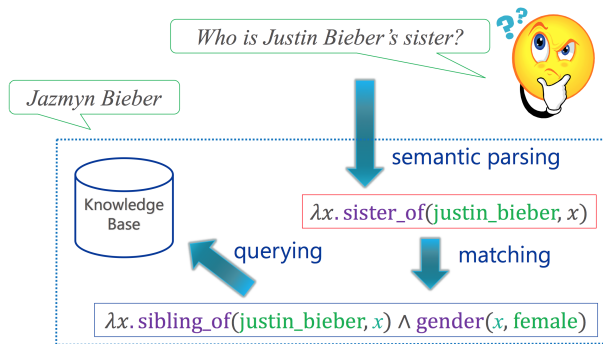 Who is Justin Bieber's sister?
??
Jazmyn Bieber
semantic parsing
Knowledge
Base
λx. sister_of(justin_bieber, x)
querying
matching
λx. sibling_of(justin_bieber, x) ∧ gender(x, female)